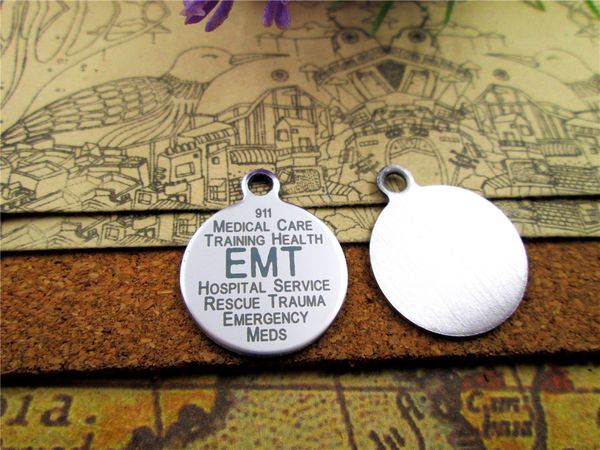 911
MEDICAL CARE
TRAINING HEALTH
EMT
HOSPITAL SERVICE
RESCUE TRAUMA
EMERGENCY
MEDS